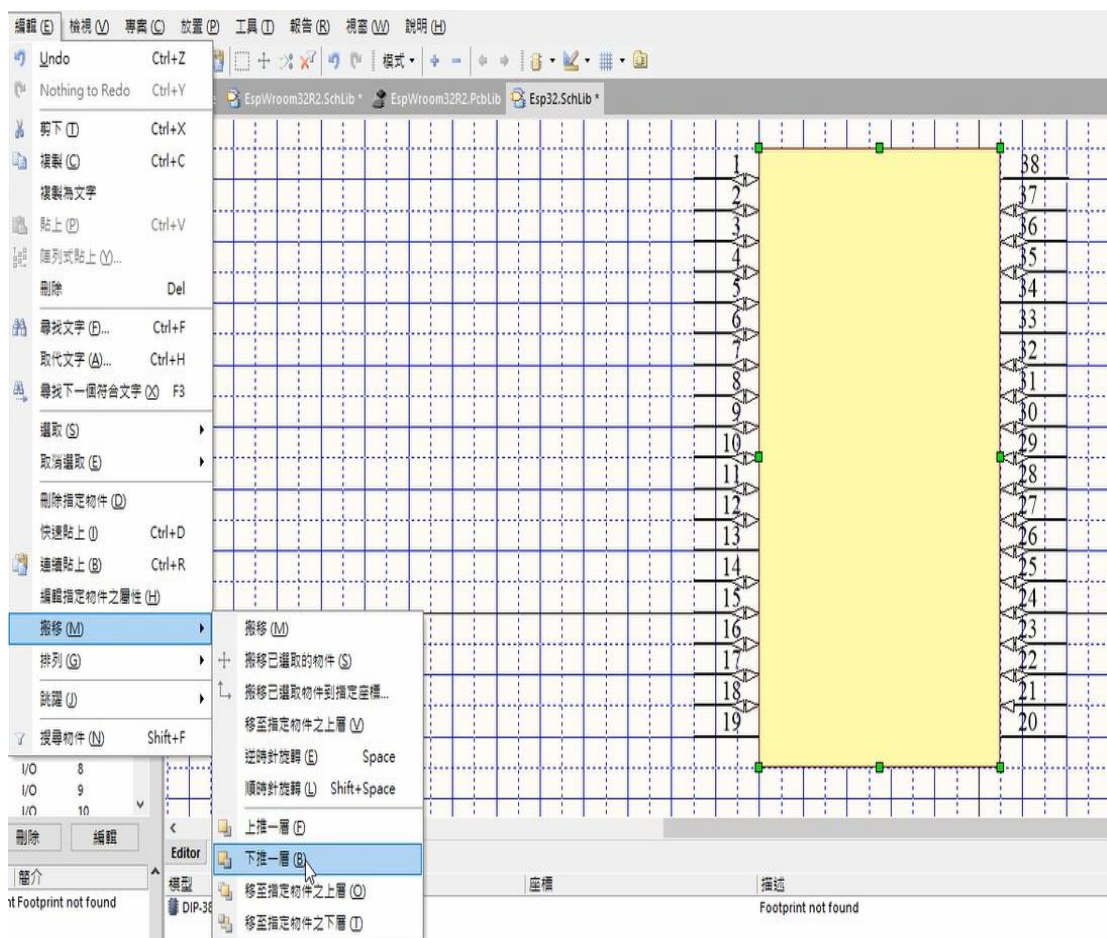 編輯(E) 檢視(V) 專案(C) 放置(P) 工具(T) 報告(R) 視窗(W) 說明(H)
Undo Ctrl+Z
模式
Nothing to Redo Ctrl+Y
EspWroom32R2.SchLib * EspWroom32R2.PcbLib Esp32.SchLib *
剪下(T) Ctrl+X
複製(C) Ctrl+C
複製為文字
貼上(P) Ctrl+V
陣列式貼上(Y)...
刪除 Del
尋找文字(F)... Ctrl+F
取代文字(A)... Ctrl+H
尋找下一個符合文字(X) F3
選取(S)
取消選取(E)
刪除指定物件(D)
快速貼上(I) Ctrl+D
連續貼上(B) Ctrl+R
編輯指定物件之屬性(H)
搬移(M)
排列(G)
跳躍(J)
搜尋物件(N) Shift+F
搬移(M)
搬移已選取的物件(S)
搬移已選取物件到指定座標...
移至指定物件之上層(V)
逆時針旋轉(E) Space
順時針旋轉(L) Shift+Space
上推一層(F)
下推一層(B)
移至指定物件之上層(O)
移至指定物件之下層(T)
1 38
2 37
3 36
4 35
5 34
6 33
7 32
8 31
9 30
10 29
11 28
12 27
13 26
14 25
15 24
16 23
17 22
18 21
19 20
I/O 8
I/O 9
I/O 10
刪除 編輯
簡介
nt Footprint not found
Editor
模型 座標 描述
DIP-38 Footprint not found